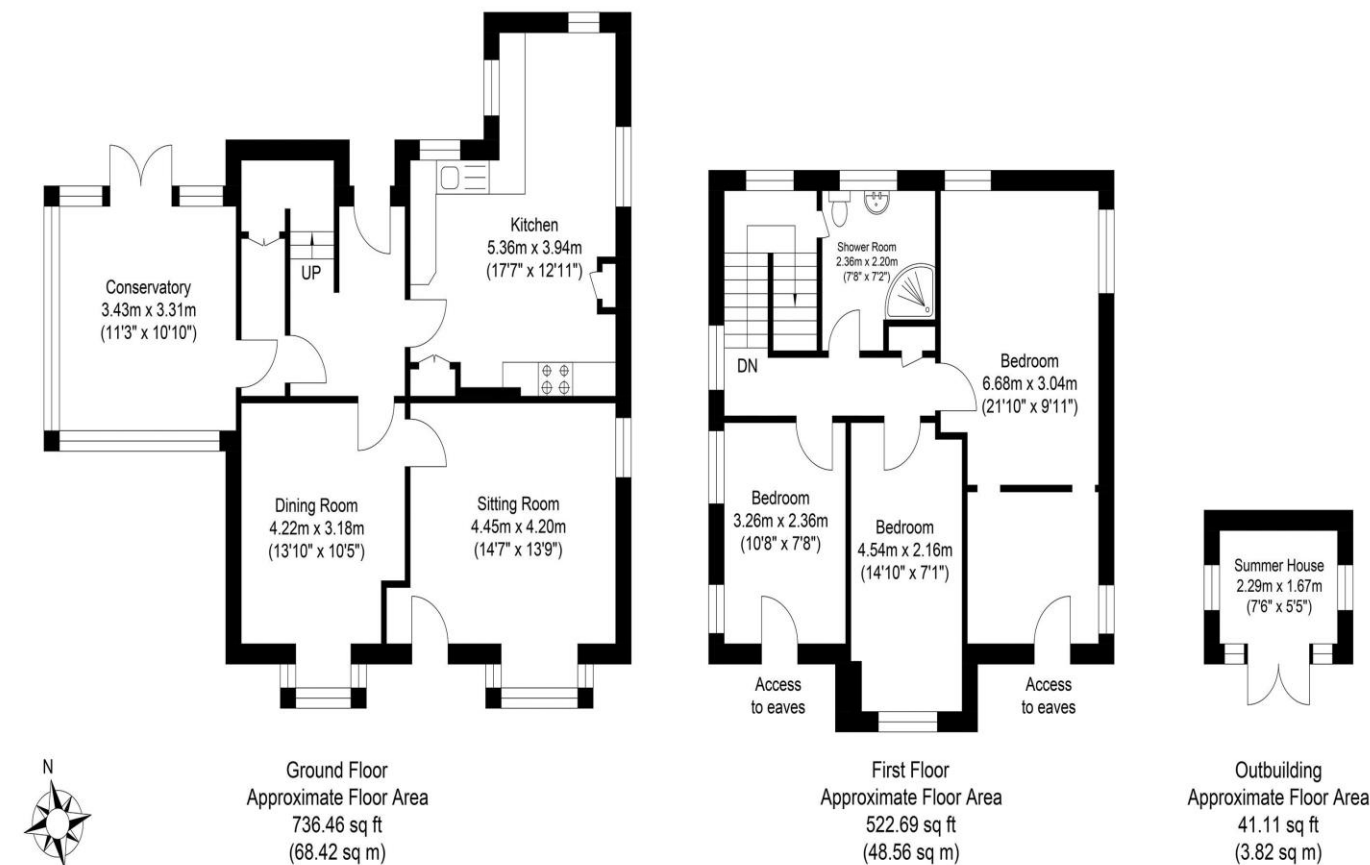 Kitchen
5.36m x 3.94m
(17'7" x 12'11")
UP
Conservatory
3.43m x 3.31m
(11'3" x 10'10")
Dining Room
4.22m x 3.18m
(13'10" x 10'5")
Sitting Room
4.45m x 4.20m
(14'7" x 13'9")
N
Ground Floor
Approximate Floor Area
736.46 sq ft
(68.42 sq m)
Shower Room
2.36m x 2.20m
(7'8" x 7'2")
DN
Bedroom
6.68m x 3.04m
(21'10" x 9'11")
Bedroom
3.26m x 2.36m
(10'8" x 7'8")
Bedroom
4.54m x 2.16m
(14'10" x 7'1")
Access
to eaves
Access
to eaves
First Floor
Approximate Floor Area
522.69 sq ft
(48.56 sq m)
Summer House
2.29m x 1.67m
(7'6" x 5'5")
Outbuilding
Approximate Floor Area
41.11 sq ft
(3.82 sq m)